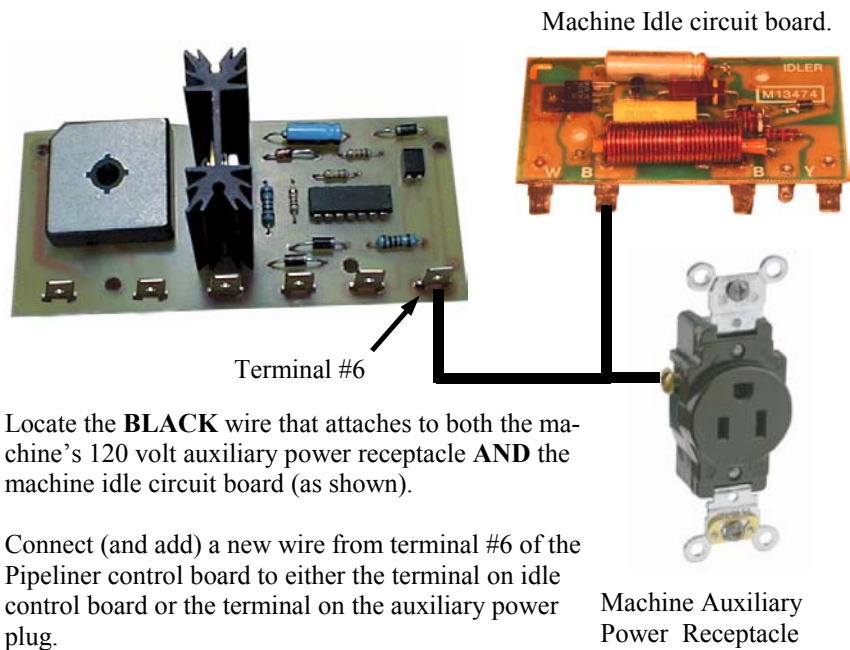 Machine Idle circuit board.
IDLER
M13474
W B B Y
Terminal #6
Locate the BLACK wire that attaches to both the ma-
chine's 120 volt auxiliary power receptacle AND the
machine idle circuit board (as shown).
Connect (and add) a new wire from terminal #6 of the
Pipeliner control board to either the terminal on idle
control board or the terminal on the auxiliary power
plug.
Machine Auxiliary
Power Receptacle